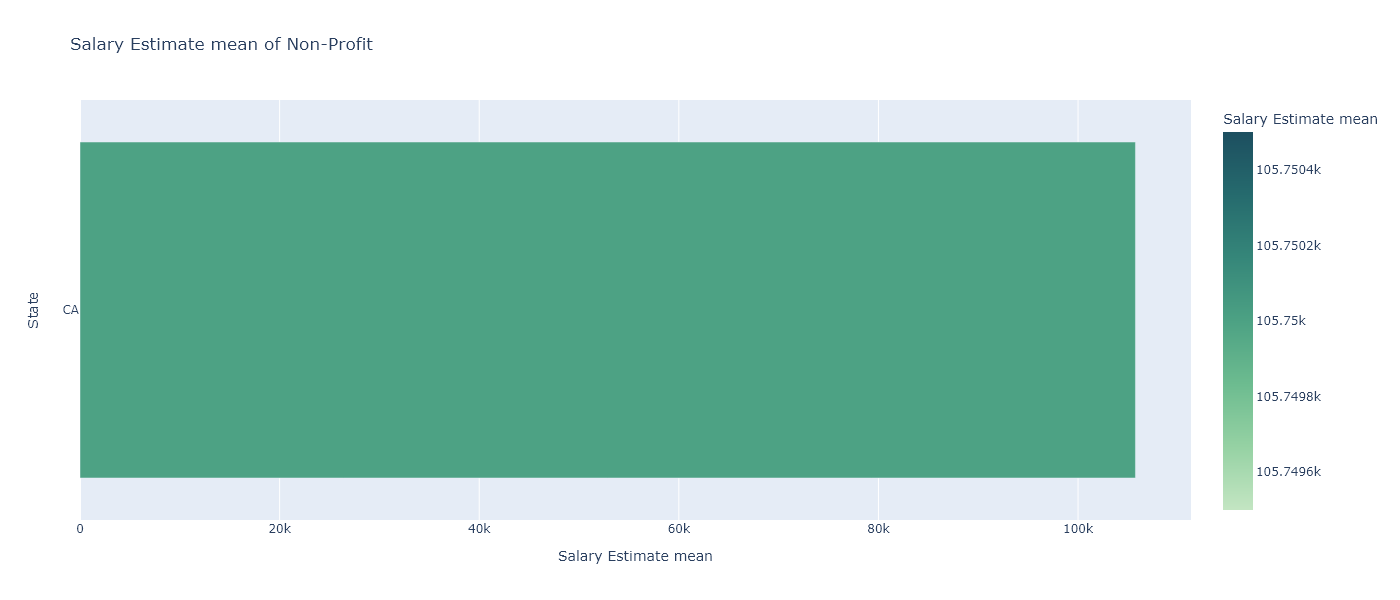 Salary Estimate mean of Non-Profit
State
CA
0
20k
40k
60k
80k
100k
Salary Estimate mean
Salary Estimate mean
105.7504k
105.7502k
105.75k
105.7498k
105.7496k